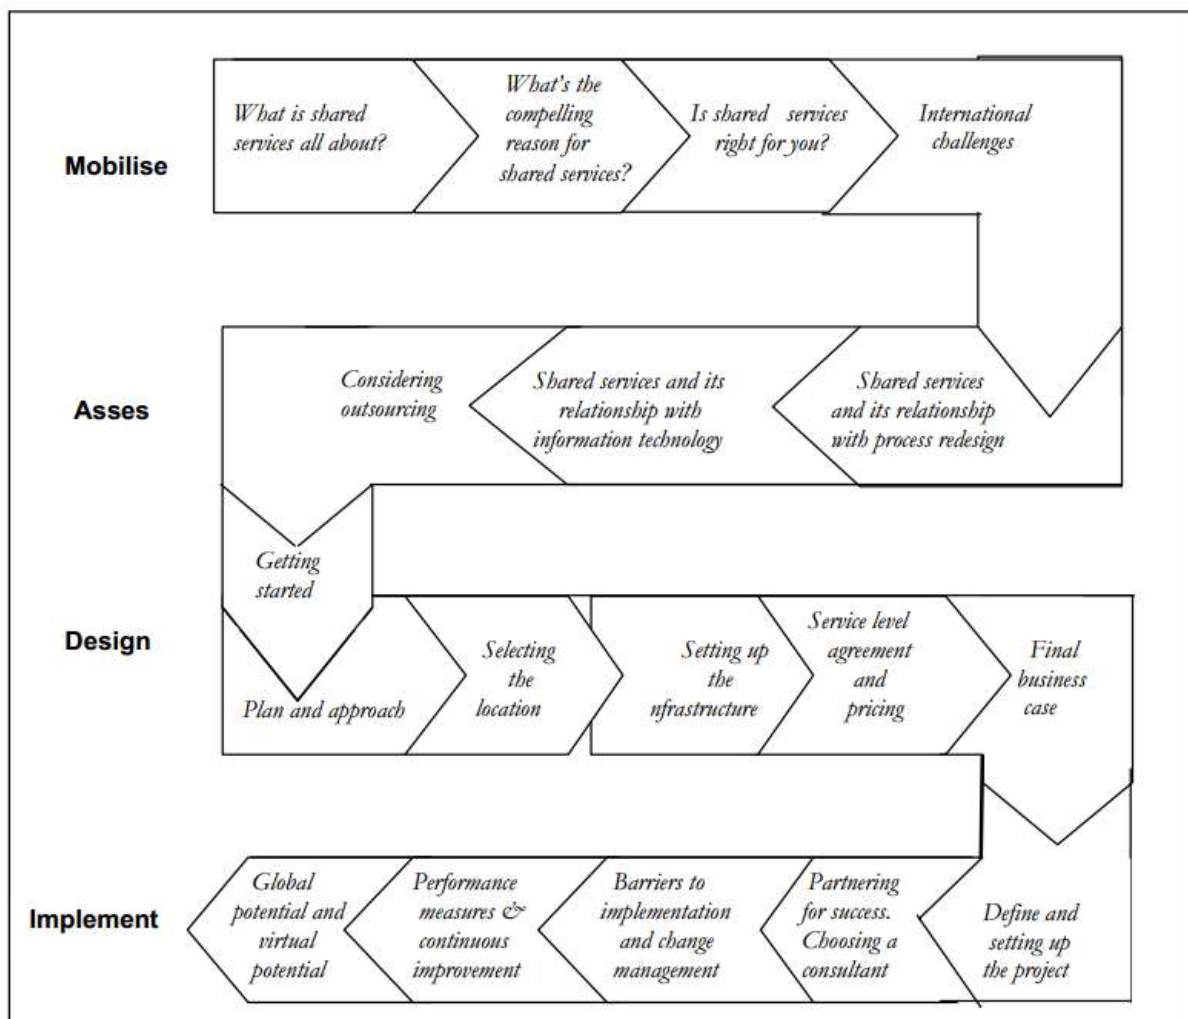 Mobilise
What is shared
services all about?
What's the
compelling
reason for
shared services?
Is shared services
right for you?
International
challenges
Asses
Shared services
and its relationship
with process redesign
Shared services and its
relationship with
information technology
Considering
outsourcing
Getting
started
Design
Plan and approach
Selecting
the
location
Setting up
the
nfrastructure
Service level
agreement
and
pricing
Final
business
case
Implement
Define and
setting up
the project
Partnering
for success.
Choosing a
consultant
Barriers to
implementation
and change
management
Performance
measures &
continuous
improvement
Global
potential and
virtual
potential